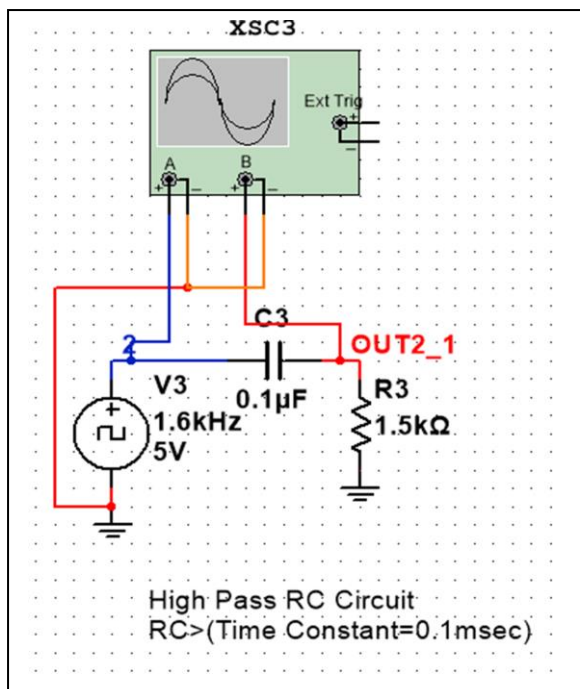 XSC3
Ext Trig
+
–
A
B
+
–
+
–
2
C3
OUT2_1
0.1µF
V3
1.6kHz
5V
+
R3
1.5kΩ
High Pass RC Circuit
RC>(Time Constant=0.1msec)